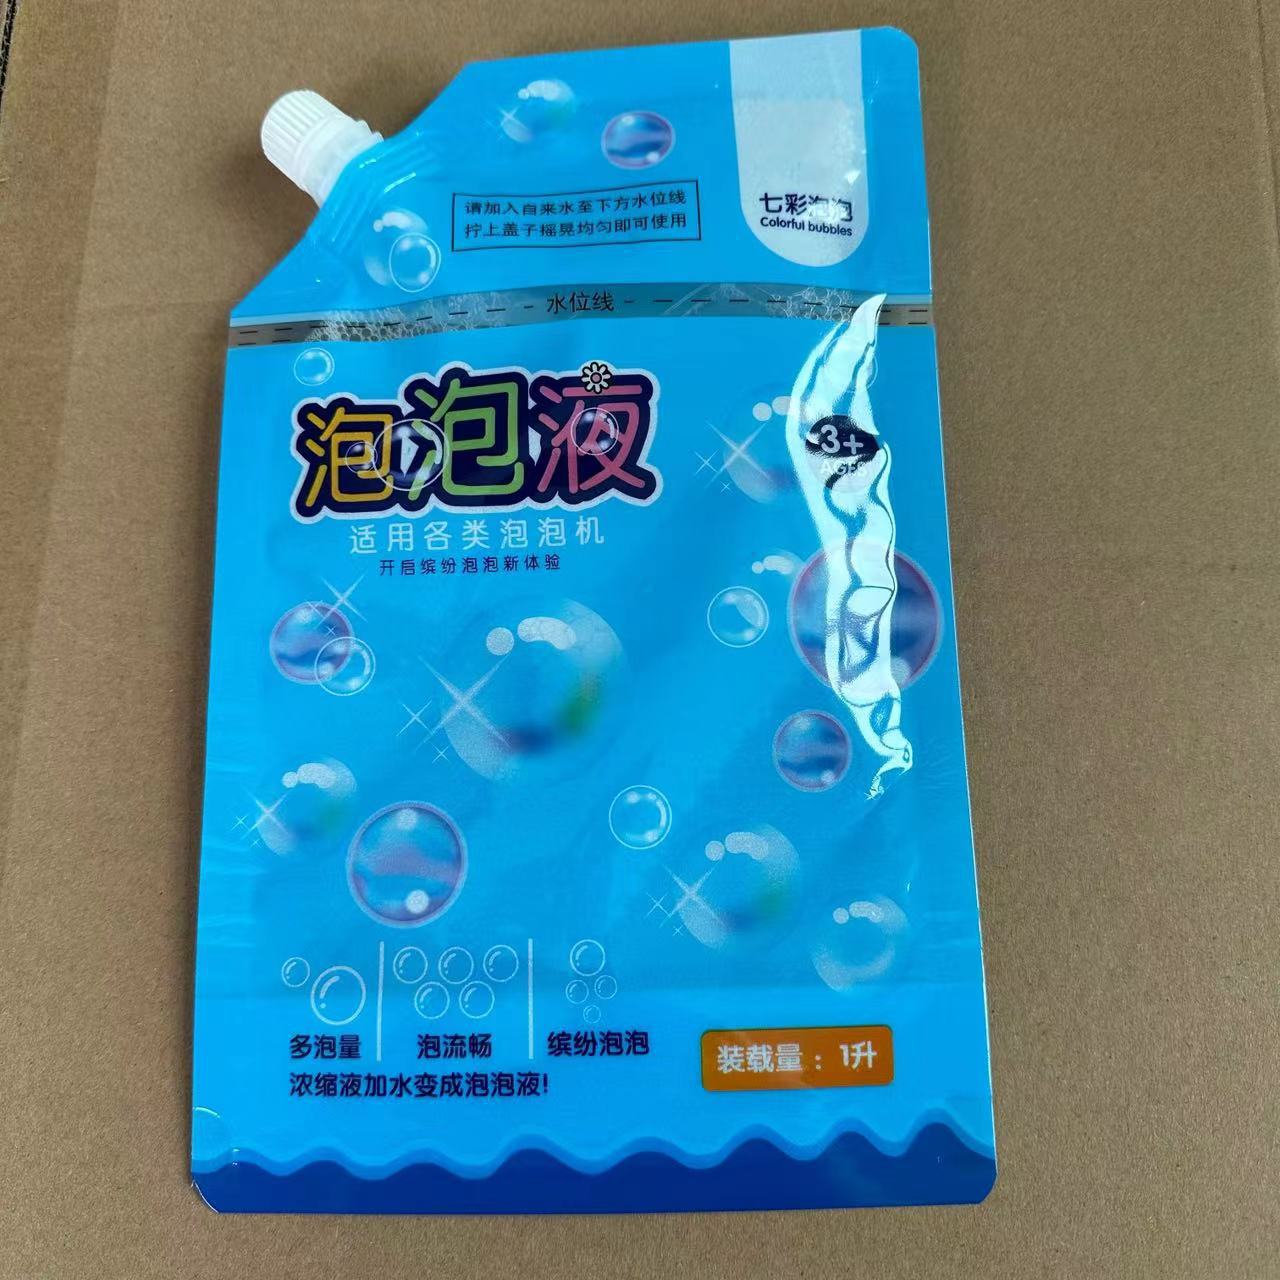 七彩泡泡
Colorful bubbles
请加入自来水至下方水位线
拧上盖子摇晃均匀即可使用
水位线
泡泡液
适用各类泡泡机
开启缤纷泡泡新体验
3+
AGES
多泡量
泡流畅
缤纷泡泡
浓缩液加水变成泡泡液!
装载量：1升